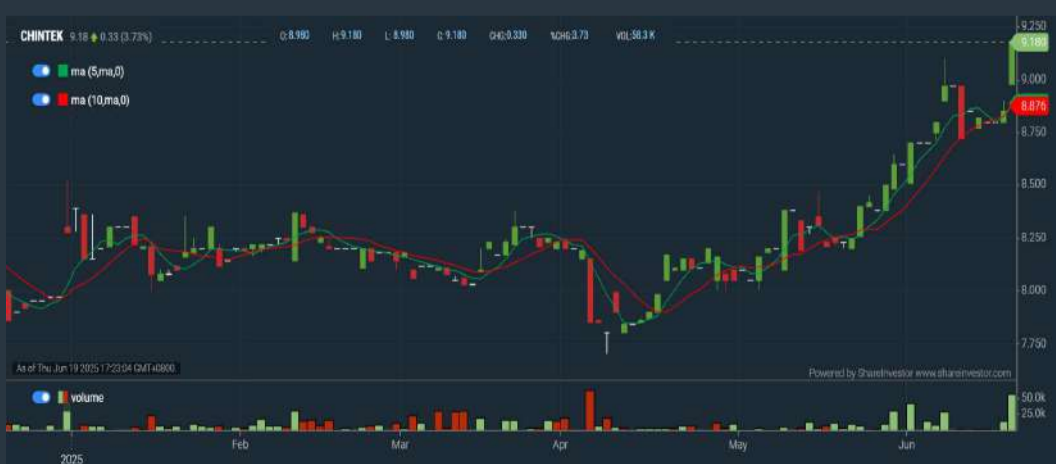 CHINTEK 9.18 0.33 (3.73%) O:8.980 H:9.180 L: 8.980 C:9.180 CHG:0.330 %CHG:3.73 VOL:58.3 K
ma (5,ma,0)
ma (10,ma,0)
9.250
9.180
9.000
8.876
8.750
8.500
8.250
8.000
7.750
As of Thu Jun 19 2025 17:23:04 GMT+0800
Powered by ShareInvestor www.shareinvestor.com
volume
50.0k
25.0k
Feb Mar Apr May Jun
2025